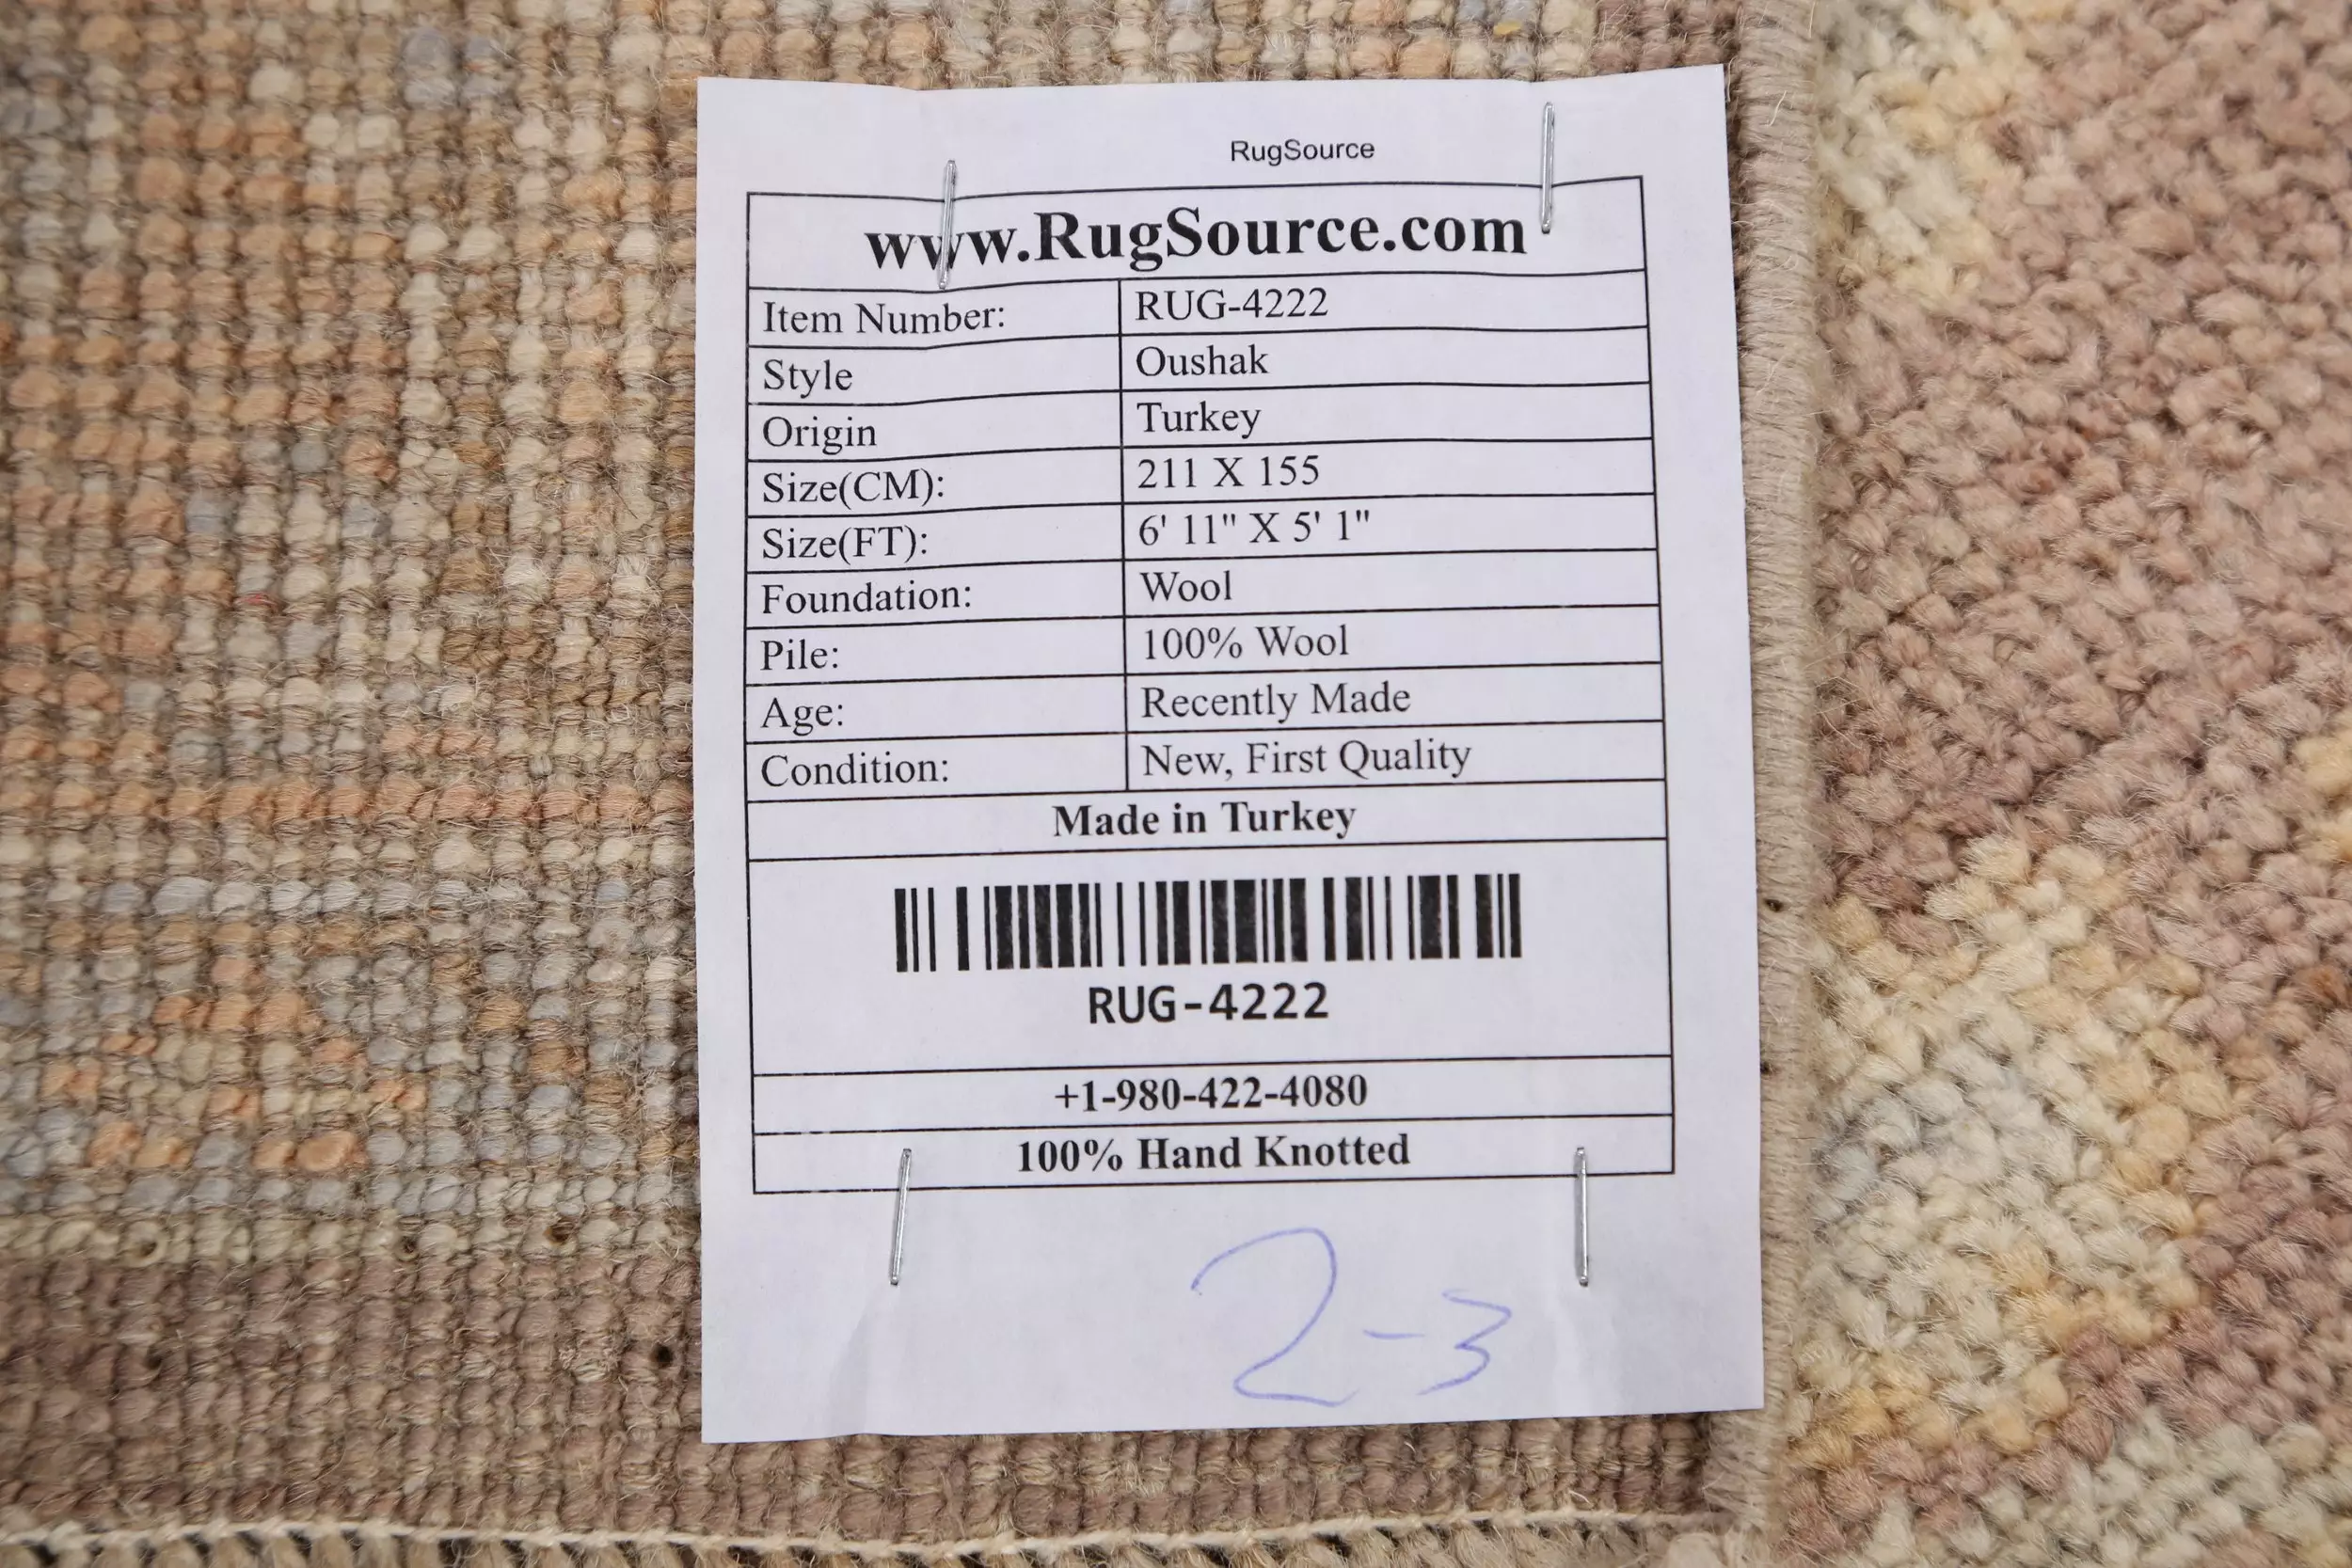 RugSource
www.RugSource.com
Item Number: RUG-4222
Style Oushak
Origin Turkey
Size(CM): 211 X 155
Size(FT): 6' 11" X 5' 1"
Foundation: Wool
Pile: 100% Wool
Age: Recently Made
Condition: New, First Quality
Made in Turkey
RUG-4222
+1-980-422-4080
100% Hand Knotted
2-3